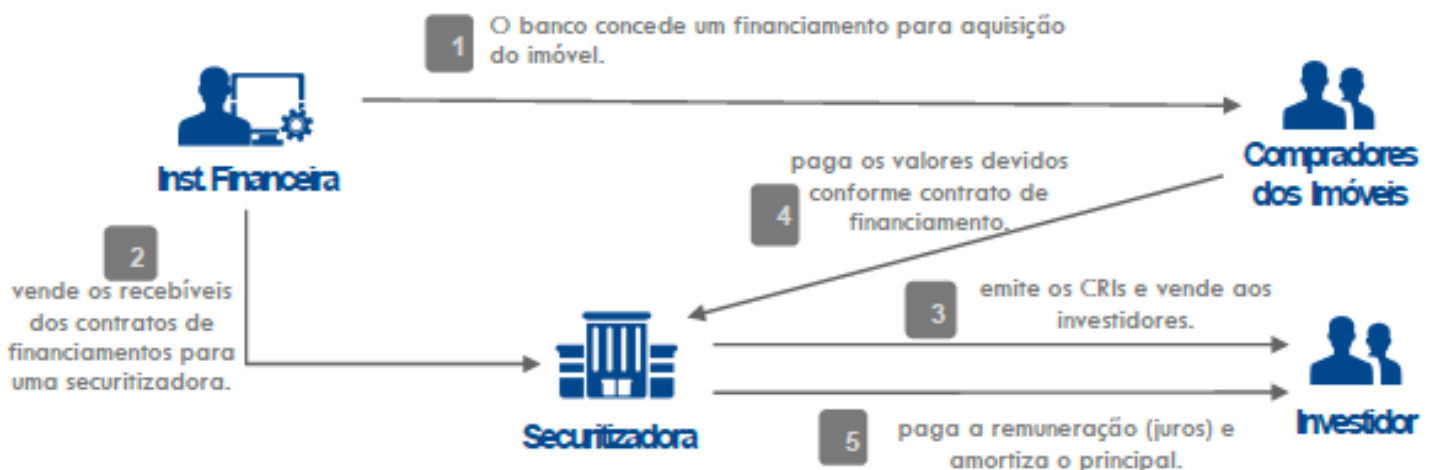 1
O banco concede um financiamento para aquisição
do imóvel.
Inst. Financeira
Compradores
dos Imóveis
4
paga os valores devidos
conforme contrato de
financiamento.
2
vende os recebíveis
dos contratos de
financiamentos para
uma securitizadora.
3
emite os CRIs e vende aos
investidores.
Securitizadora
Investidor
5
paga a remuneração (juros) e
amortiza o principal.